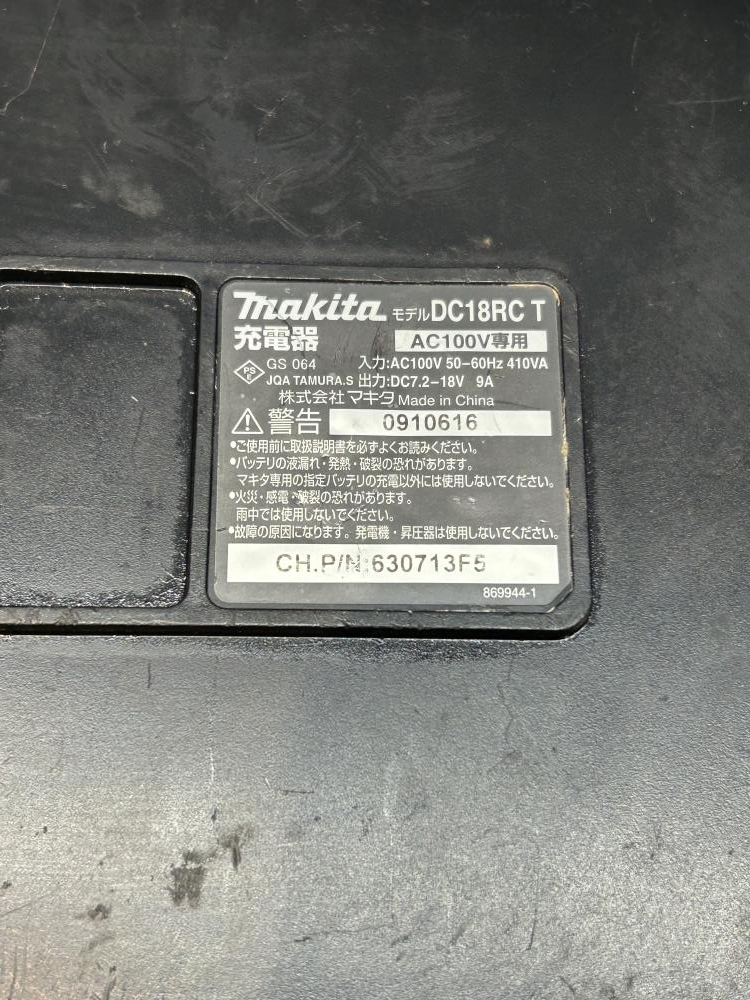 makita モデル DC18RC T
充電器 AC100V専用
PSE GS 064 入力:AC100V 50-60Hz 410VA
JQA TAMURA.S 出力:DC7.2-18V 9A
株式会社マキタ Made in China
警告 0910616
•ご使用前に取扱説明書を必ずよくお読みください。
•バッテリの液漏れ・発熱・破裂の恐れがあります。
マキタ専用の指定バッテリの充電以外には使用しないでください。
•火災・感電・破裂の恐れがあります。
雨中では使用しないでください。
•故障の原因になります。発電機・昇圧器は使用しないでください。
CH.P/N:630713F5
869944-1